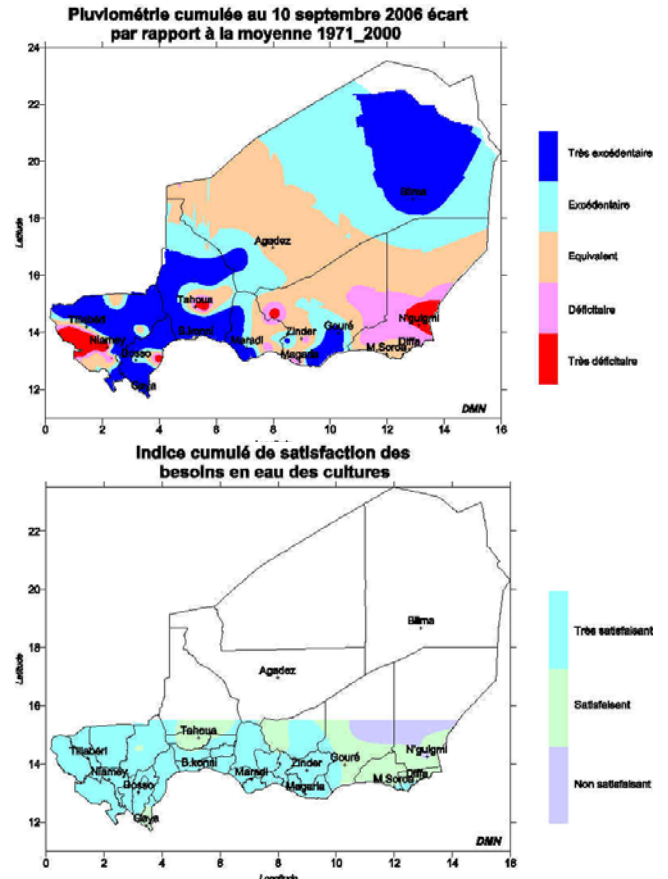 Pluviométrie cumulée au 10 septembre 2006 écart
par rapport à la moyenne 1971_2000
24
22
20
18
16
14
12
Latitude
Bilma
Agadez
Tahoua
Tillabéri
Niamey
B.konni
Maradi
Zinder
Gouré
N'guigmi
Dosso
Magaria
M.Soroa
Diffa
Gaya
DMN
0 2 4 6 8 10 12 14 16
Très excédentaire
Excédentaire
Equivalent
Déficitaire
Très déficitaire
Indice cumulé de satisfaction des
besoins en eau des cultures
22
20
18
16
14
12
Latitude
Bilma
Agadez
Tahoua
Tillabéri
Niamey
B.konni
Maradi
Zinder
Gouré
N'guigmi
Dosso
Magaria
M.Soroa
Diffa
Gaya
DMN
0 2 4 6 8 10 12 14 16 18
Longitude
Très satisfaisant
Satisfaisent
Non satisfaisant